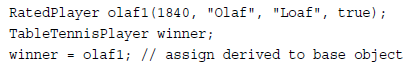 RatedPlayer olaf1(1840, "Olaf", "Loaf", true);
TableTennisPlayer winner;
winner = olaf1; // assign derived to base object